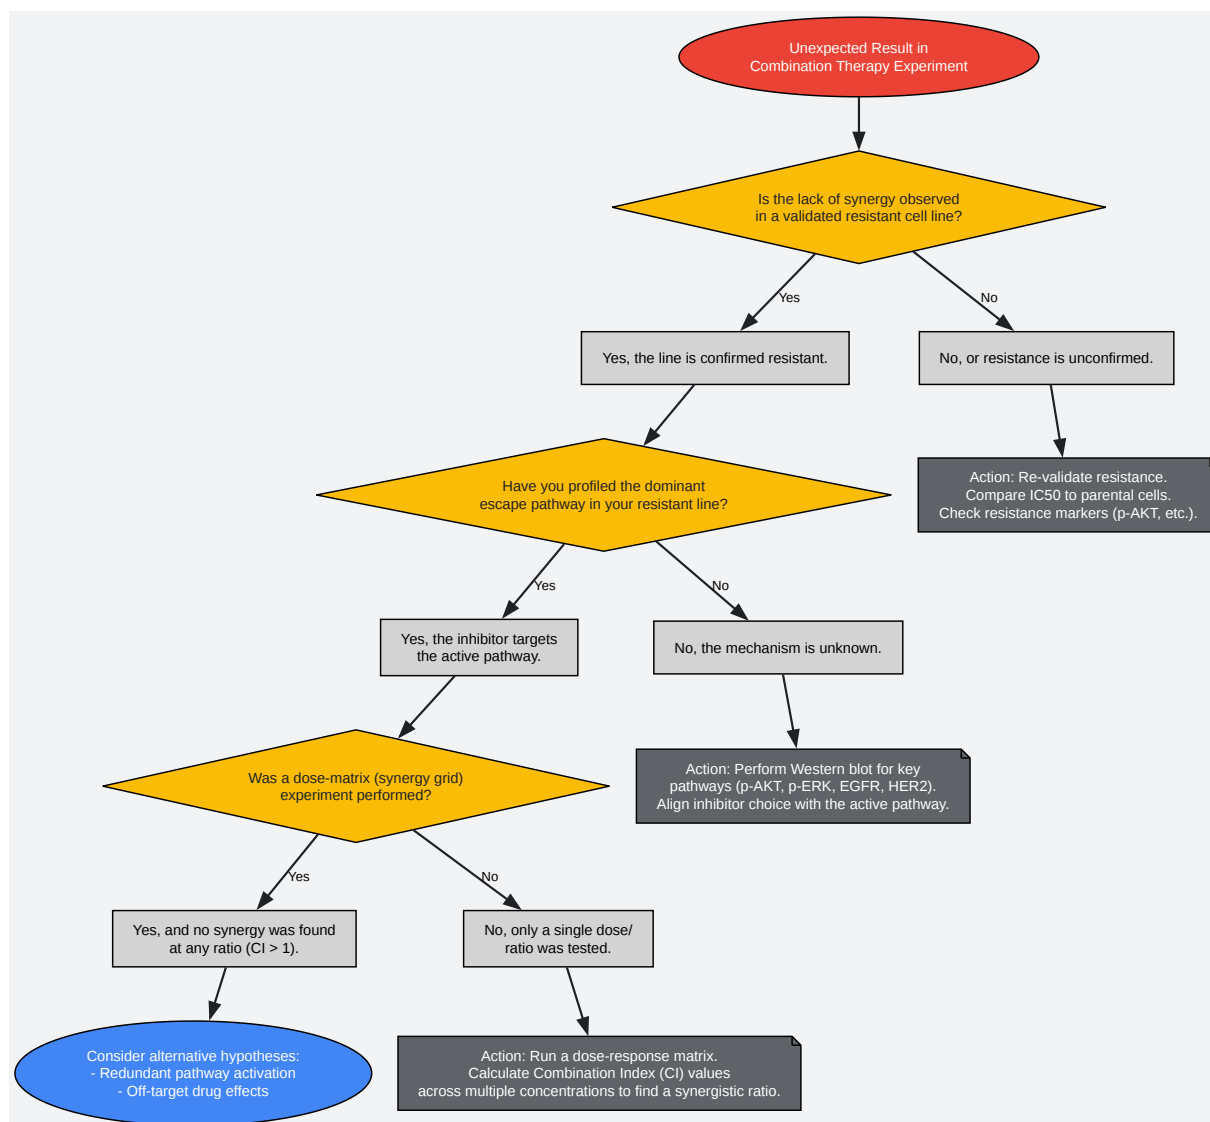 Unexpected Result in
Combination Therapy Experiment
Is the lack of synergy observed
in a validated resistant cell line?
Yes
No
Yes, the line is confirmed resistant.
No, or resistance is unconfirmed.
Have you profiled the dominant
escape pathway in your resistant line?
Action: Re-validate resistance.
Compare IC50 to parental cells.
Check resistance markers (p-AKT, etc.).
Yes
No
Yes, the inhibitor targets
the active pathway.
No, the mechanism is unknown.
Was a dose-matrix (synergy grid)
experiment performed?
Action: Perform Western blot for key
pathways (p-AKT, p-ERK, EGFR, HER2).
Align inhibitor choice with the active pathway.
Yes
No
Yes, and no synergy was found
at any ratio (CI > 1).
No, only a single dose/
ratio was tested.
Consider alternative hypotheses:
- Redundant pathway activation
- Off-target drug effects
Action: Run a dose-response matrix.
Calculate Combination Index (CI) values
across multiple concentrations to find a synergistic ratio.